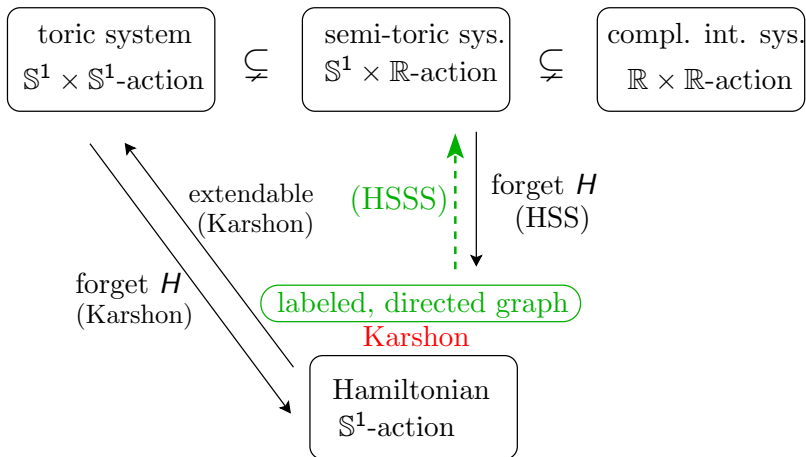 toric system
𝕊¹ × 𝕊¹-action
⊊
semi-toric sys.
𝕊¹ × ℝ-action
⊊
compl. int. sys.
ℝ × ℝ-action
extendable
(Karshon)
(HSSS)
forget H
(HSS)
forget H
(Karshon)
labeled, directed graph
Karshon
Hamiltonian
𝕊¹-action